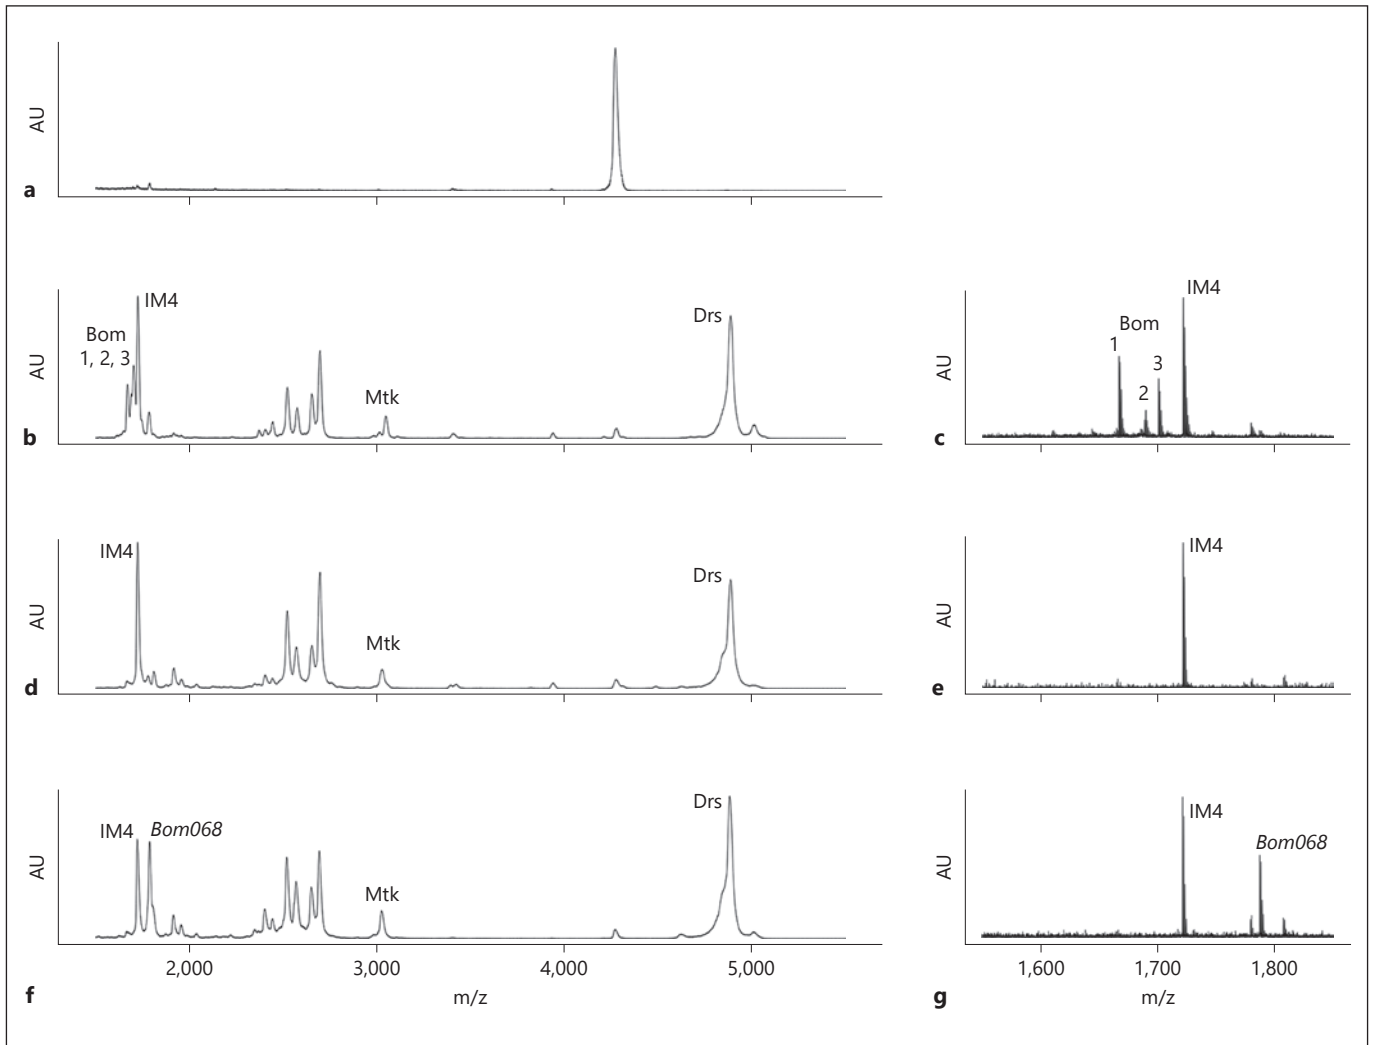 AU
a
IM4
Bom
1, 2, 3
Mtk
Drs
AU
b
IM4
Bom
1
3
2
AU
c
IM4
Mtk
Drs
AU
d
IM4
AU
e
IM4
Bom068
Mtk
Drs
AU
2,000
3,000
4,000
5,000
m/z
f
IM4
Bom068
AU
1,600
1,700
1,800
m/z
g